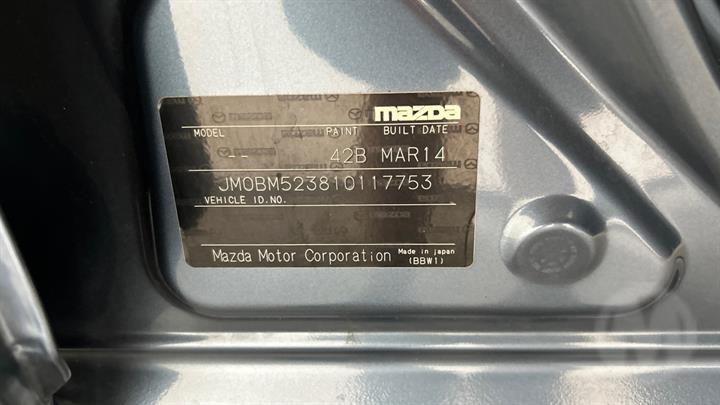 mazda
MODEL PAINT BUILT DATE
-- 42B MAR14
JM0BM523810117753
VEHICLE ID.NO.
Mazda Motor Corporation Made in japan
(BBW1)